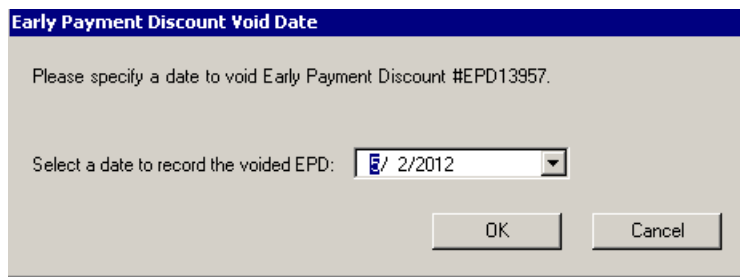 Early Payment Discount Void Date
Please specify a date to void Early Payment Discount #EPD13957.
Select a date to record the voided EPD: 5/ 2/2012
OK Cancel